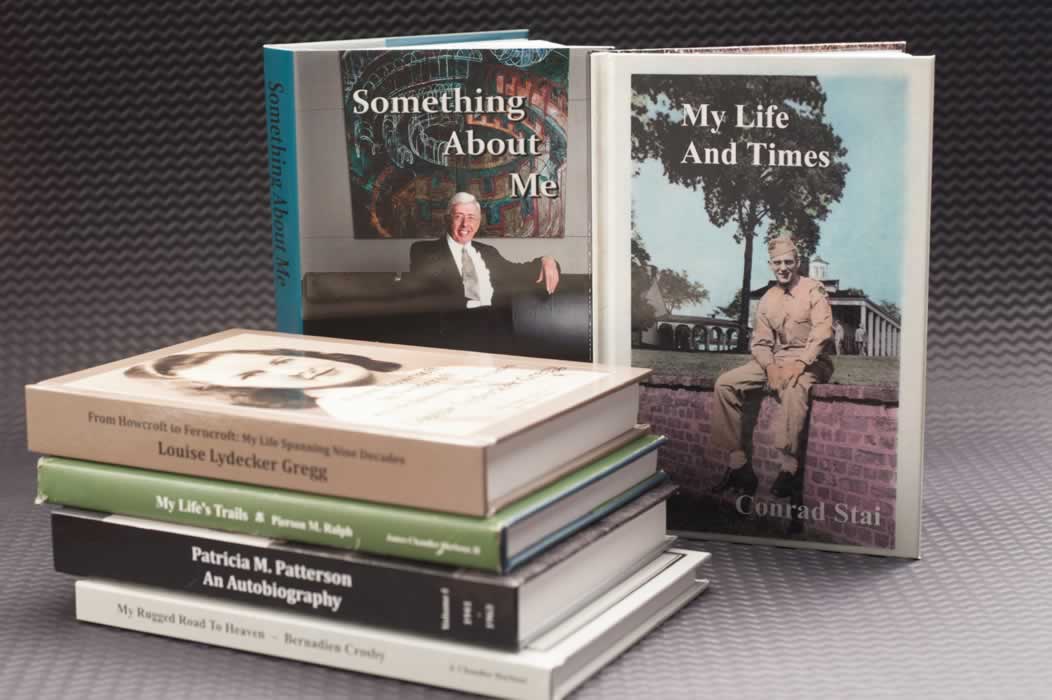 Something About Me
Something
About
Me
My Life
And Times
Conrad Stai
From Howcroft to Ferncroft: My Life Spanning Nine Decades
Louise Lydecker Gregg
My Life's Trails & Pierson M. Ralph
Patricia M. Patterson
An Autobiography
Volume I
My Rugged Road To Heaven ~ Bernadien Crosby